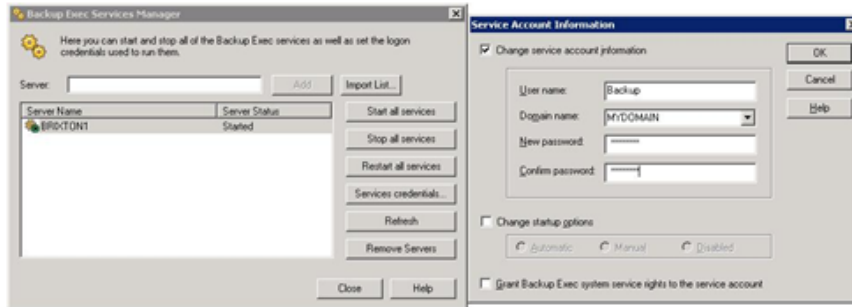 Backup Exec Services Manager
Here you can start and stop all of the Backup Exec services as well as set the logon
credentials used to run them.
Server:
Add
Import List...
Server Name
Server Status
BRIXTON1
Started
Start all services
Stop all services
Restart all services
Services credentials...
Refresh
Remove Servers
Close
Help
Service Account Information
Change service account information
OK
Cancel
Help
User name:
Backup
Domain name:
MYDOMAIN
New password:
Confirm password:
Change startup options
Automatic
Manual
Disabled
Grant Backup Exec system service rights to the service account